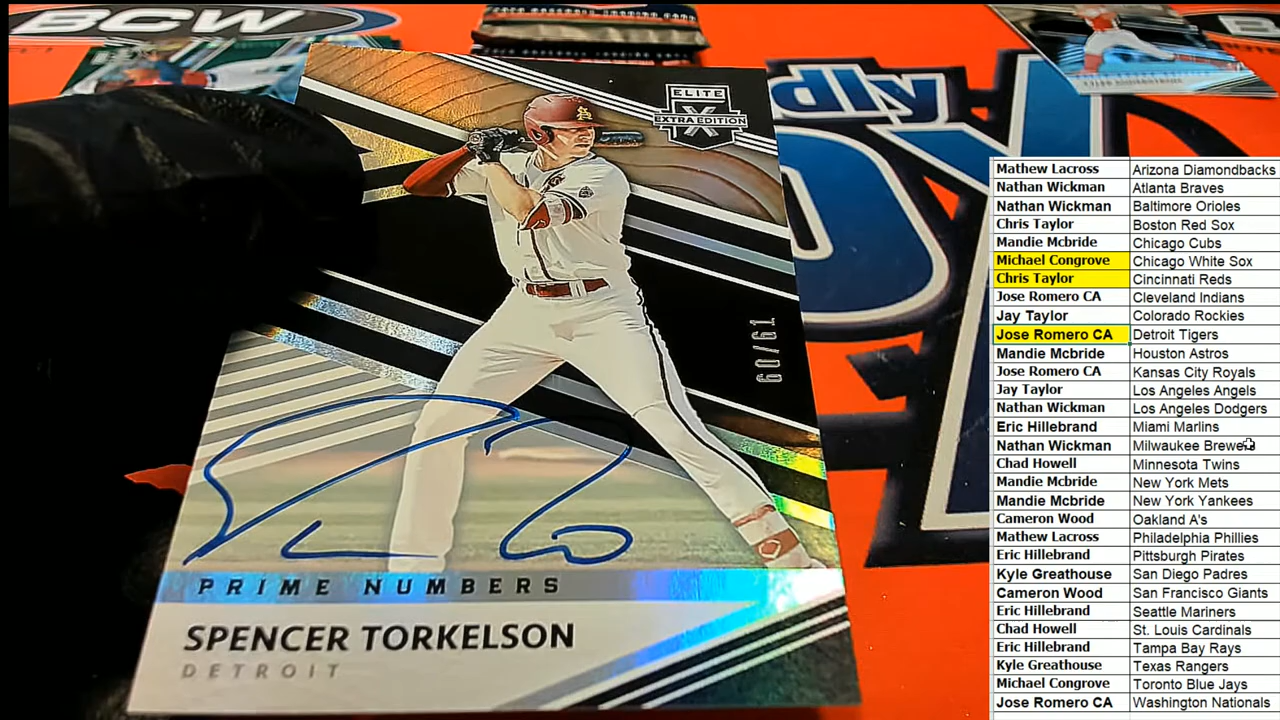 BCW
ply
ELITE
EXTRA EDITION
X
60/61
PRIME NUMBERS
SPENCER TORKELSON
DETROIT
Mathew Lacross Arizona Diamondbacks
Nathan Wickman Atlanta Braves
Nathan Wickman Baltimore Orioles
Chris Taylor Boston Red Sox
Mandie Mcbride Chicago Cubs
Michael Congrove Chicago White Sox
Chris Taylor Cincinnati Reds
Jose Romero CA Cleveland Indians
Jay Taylor Colorado Rockies
Jose Romero CA Detroit Tigers
Mandie Mcbride Houston Astros
Jose Romero CA Kansas City Royals
Jay Taylor Los Angeles Angels
Nathan Wickman Los Angeles Dodgers
Eric Hillebrand Miami Marlins
Nathan Wickman Milwaukee Brewers
Chad Howell Minnesota Twins
Mandie Mcbride New York Mets
Mandie Mcbride New York Yankees
Cameron Wood Oakland A's
Mathew Lacross Philadelphia Phillies
Eric Hillebrand Pittsburgh Pirates
Kyle Greathouse San Diego Padres
Cameron Wood San Francisco Giants
Eric Hillebrand Seattle Mariners
Chad Howell St. Louis Cardinals
Eric Hillebrand Tampa Bay Rays
Kyle Greathouse Texas Rangers
Michael Congrove Toronto Blue Jays
Jose Romero CA Washington Nationals